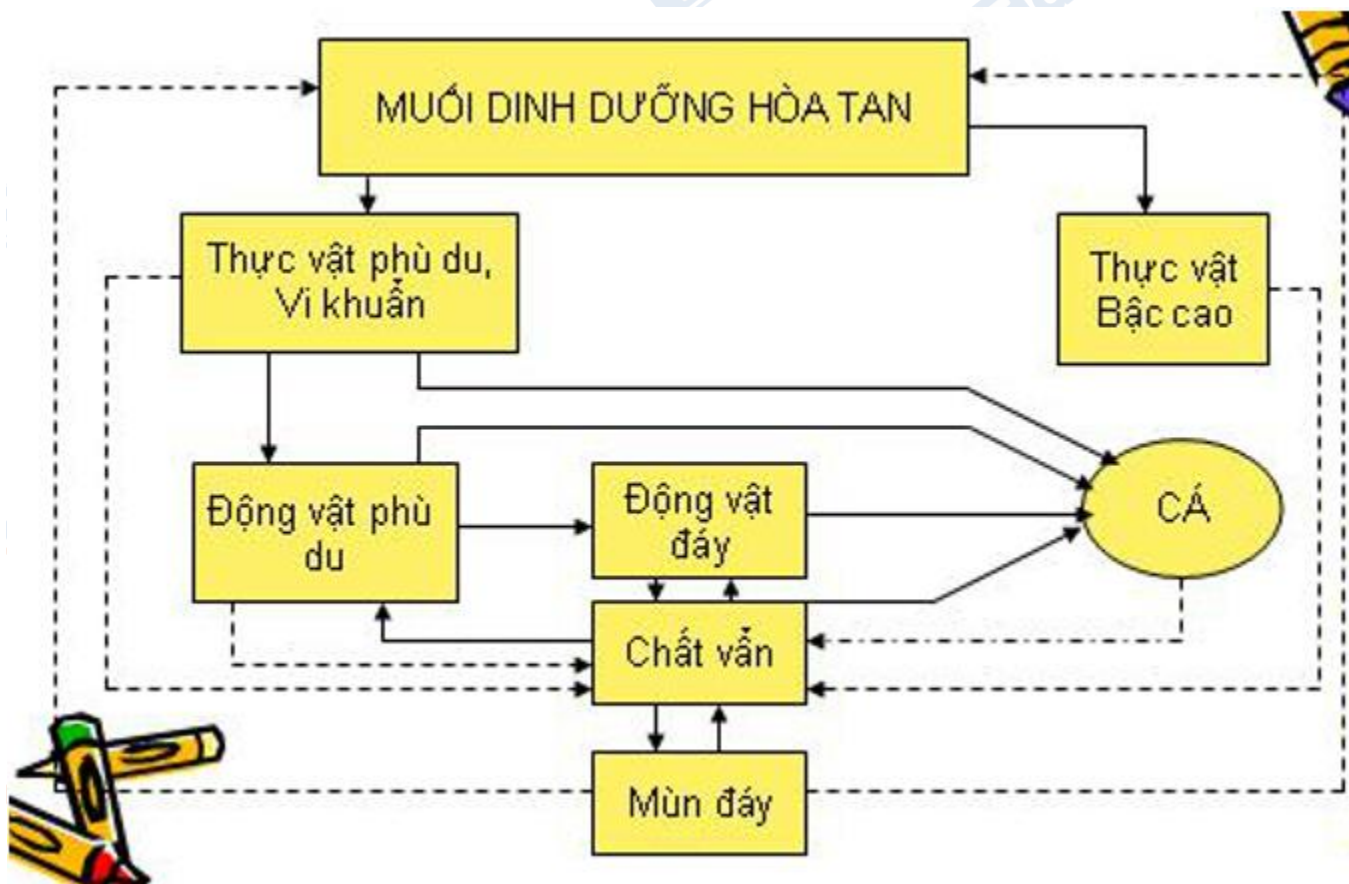 MUỐI DINH DƯỠNG HÒA TAN
Thực vật phù du,
Vi khuẩn
Thực vật
Bậc cao
Động vật phù
du
Động vật
đáy
CÁ
Chất vẩn
Mùn đáy